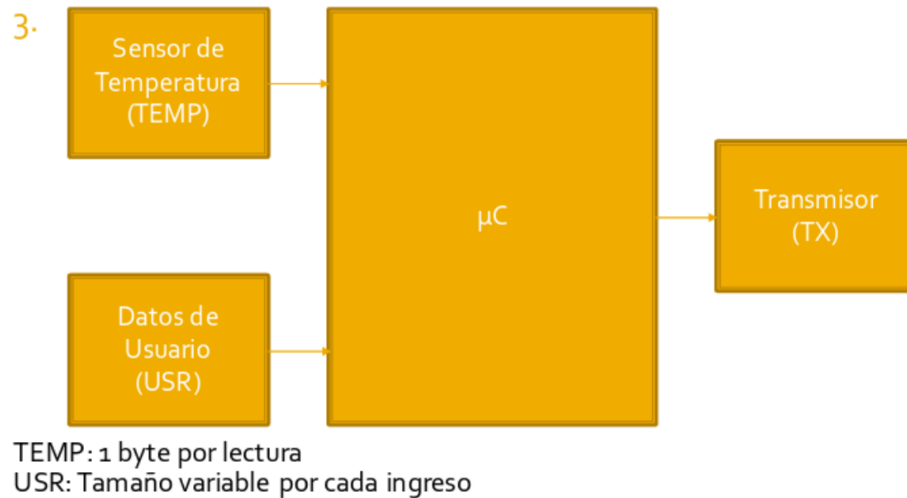 3.
Sensor de
Temperatura
(TEMP)
µC
Transmisor
(TX)
Datos de
Usuario
(USR)
TEMP: 1 byte por lectura
USR: Tamaño variable por cada ingreso